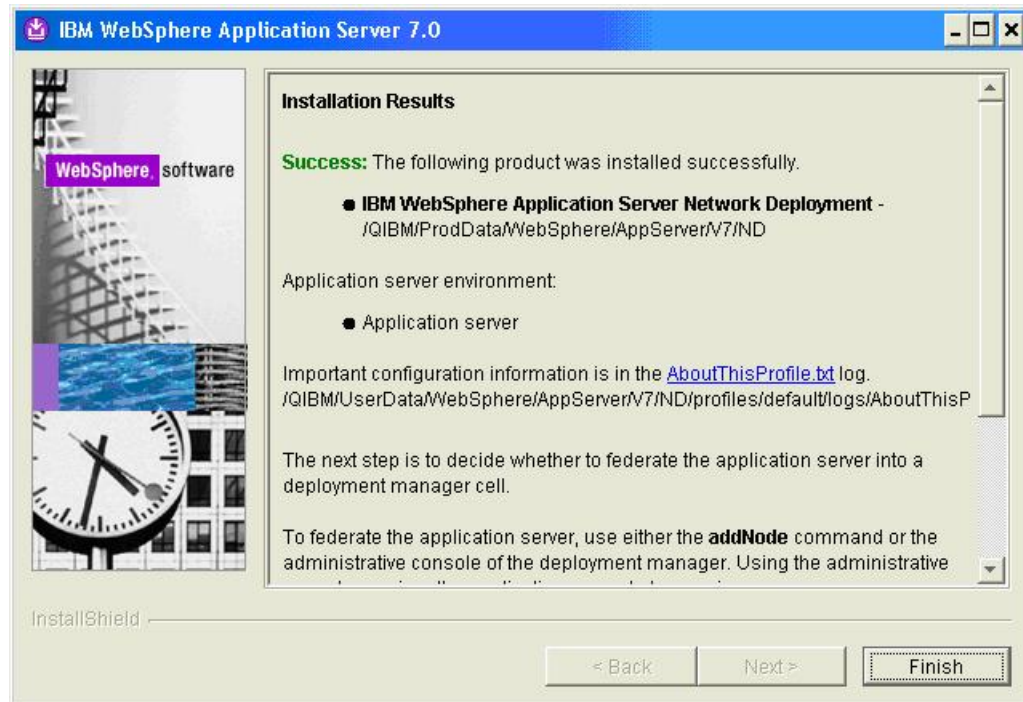 IBM WebSphere Application Server 7.0
WebSphere. software
Installation Results
Success: The following product was installed successfully.
● IBM WebSphere Application Server Network Deployment -
/QIBM/ProdData/WebSphere/AppServer/V7/ND
Application server environment:
● Application server
Important configuration information is in the AboutThisProfile.txt log.
/QIBM/UserData/WebSphere/AppServer/V7/ND/profiles/default/logs/AboutThisP
The next step is to decide whether to federate the application server into a
deployment manager cell.
To federate the application server, use either the addNode command or the
administrative console of the deployment manager. Using the administrative
InstallShield
< Back
Next >
Finish